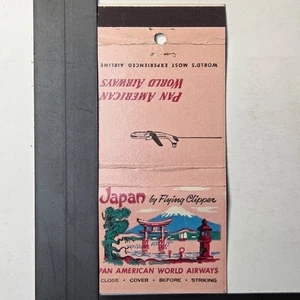 WORLD'S MOST EXPERIENCED AIRLINE
PAN AMERICAN
WORLD AIRWAYS
Japan by Flying Clipper
PAN AMERICAN WORLD AIRWAYS
CLOSE • COVER • BEFORE • STRIKING